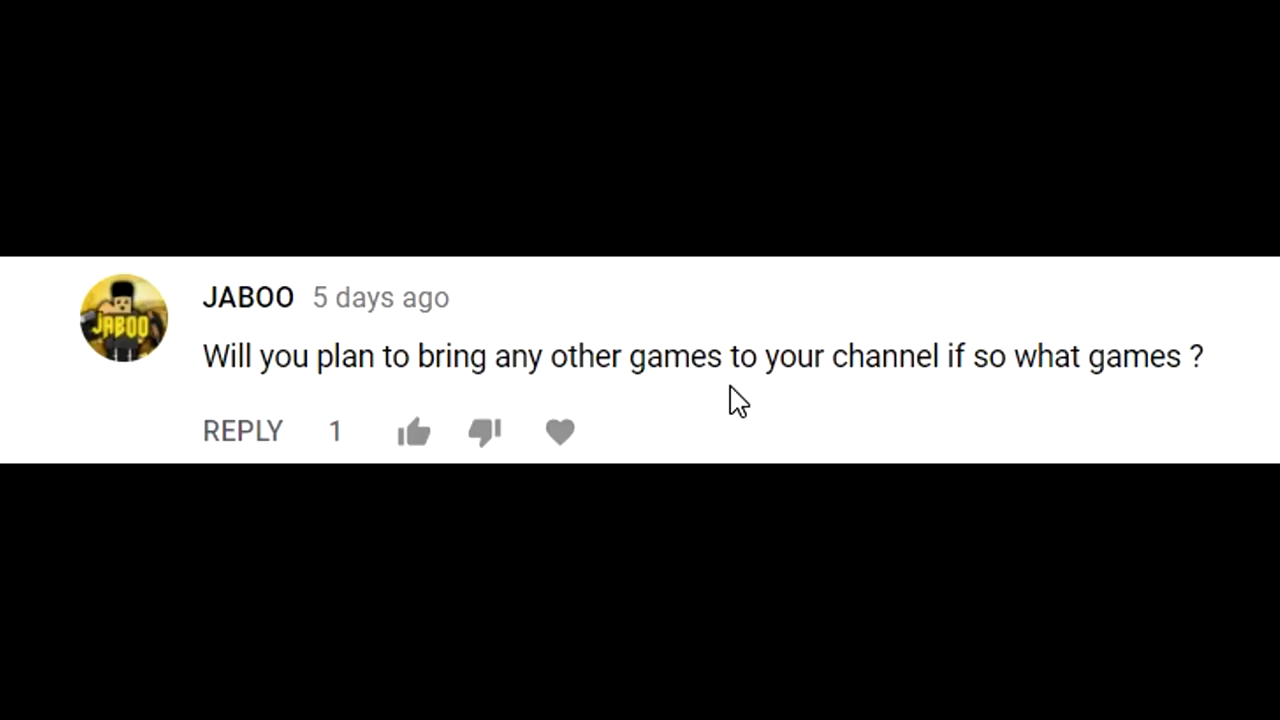 JABOO 5 days ago
JABOO
Will you plan to bring any other games to your channel if so what games ?
REPLY 1